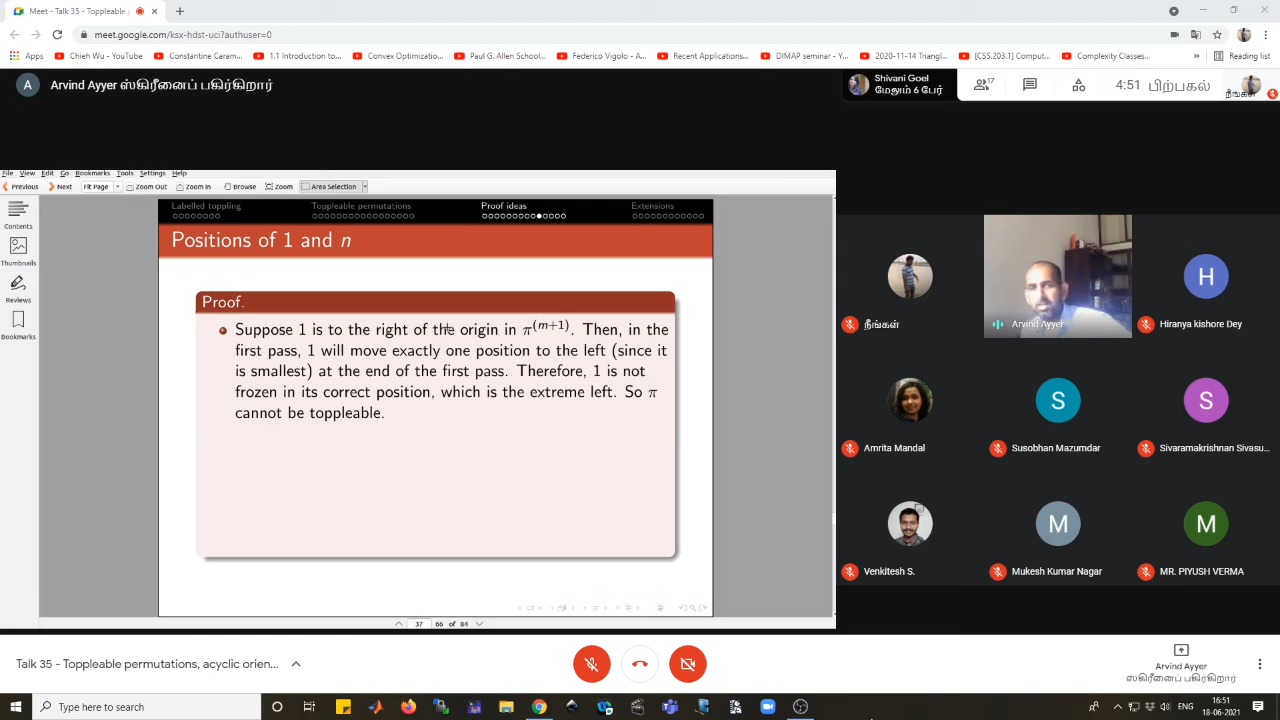 Meet - Talk 35 - Toppleable
meet.google.com/ksx-hdst-uci?authuser=0
Apps
Chieh Wu - YouTube
Constantine Caram...
1.1 Introduction to...
Convex Optimizatio...
Paul G. Allen School...
Federico Vigolo - A...
Recent Applications...
DIMAP seminar - Y...
2020-11-14 Triangl...
[CSS.203.1] Comput...
Complexity Classes...
»
Reading list
A
Arvind Ayyer ஸ்கிரீனைப் பகிர்கிறார்
Shivani Goel
மேலும் 6 பேர்
17
4:51 பிற்பகல்
நீங்கள்
File View Edit Go Bookmarks Tools Settings Help
Previous Next Fit Page Zoom Out Zoom In Browse Zoom Area Selection
Contents
Thumbnails
Reviews
Bookmarks
Labelled toppling Toppleable permutations Proof ideas Extensions
Positions of 1 and n
Proof.
Suppose 1 is to the right of the origin in π^(m+1). Then, in the
first pass, 1 will move exactly one position to the left (since it
is smallest) at the end of the first pass. Therefore, 1 is not
frozen in its correct position, which is the extreme left. So π
cannot be toppleable.
37 66 of 84
நீங்கள்
Arvind Ayyer
H
Hiranya kishore Dey
Amrita Mandal
S
Susobhan Mazumdar
S
Sivaramakrishnan Sivasu...
Venkitesh S.
M
Mukesh Kumar Nagar
M
MR. PIYUSH VERMA
Talk 35 - Toppleable permutations, acyclic orien...
Arvind Ayyer
ஸ்கிரீனைப் பகிர்கிறார்
Type here to search
16:51
18-06-2021